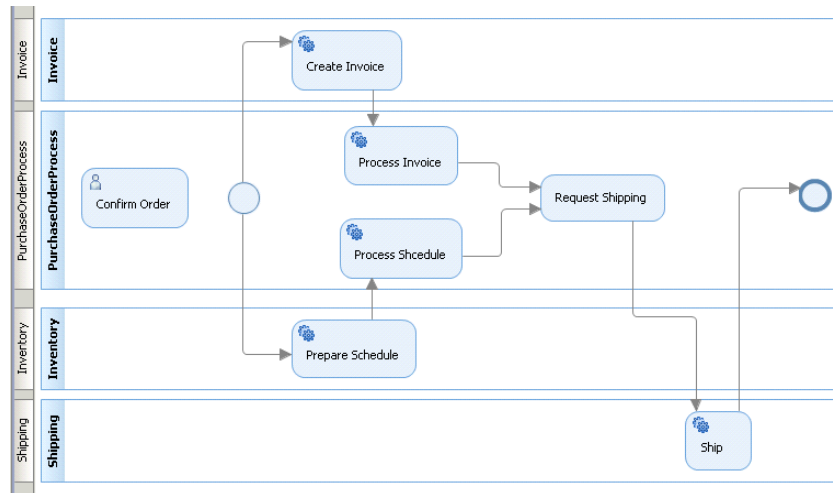 Invoice
Invoice
Create Invoice
PurchaseOrderProcess
PurchaseOrderProcess
Confirm Order
Process Invoice
Request Shipping
Process Shcedule
Inventory
Inventory
Prepare Schedule
Shipping
Shipping
Ship